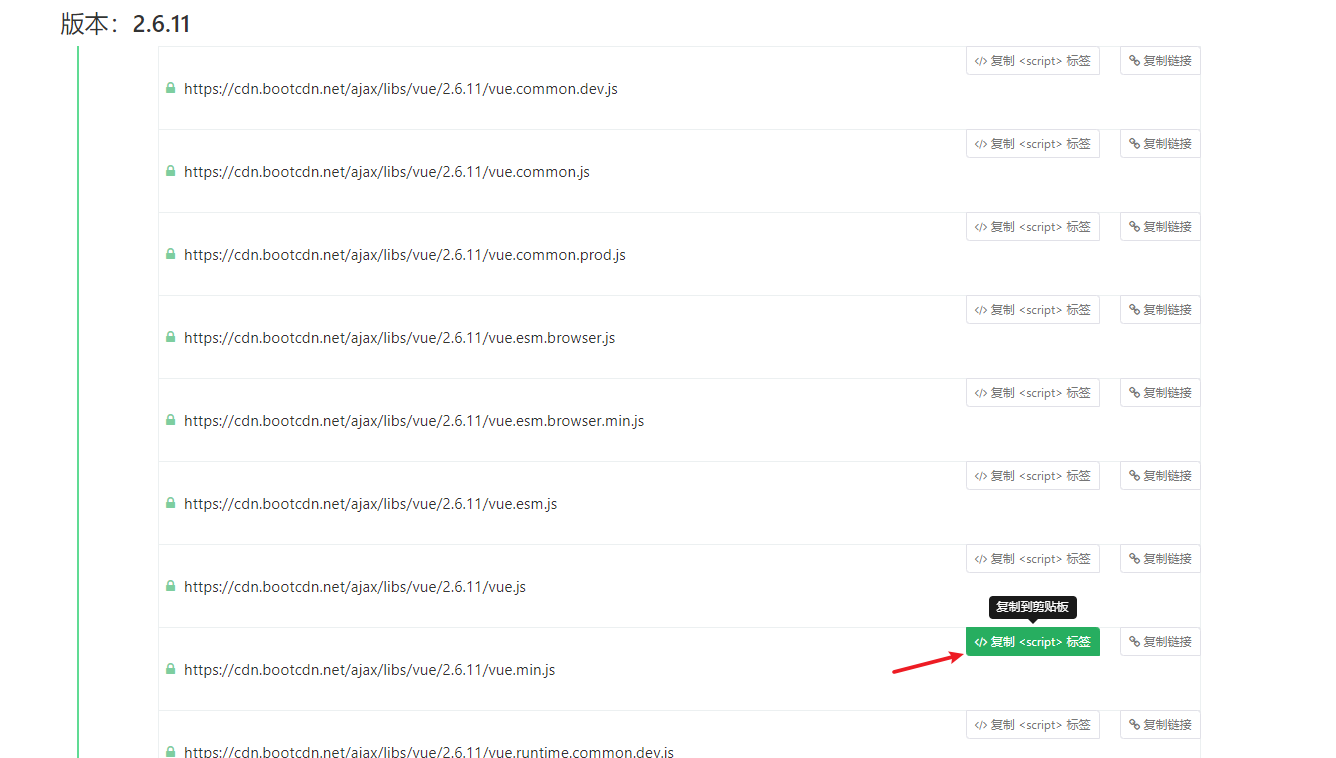 版本：2.6.11
</> 复制 <script> 标签 复制链接
https://cdn.bootcdn.net/ajax/libs/vue/2.6.11/vue.common.dev.js
</> 复制 <script> 标签 复制链接
https://cdn.bootcdn.net/ajax/libs/vue/2.6.11/vue.common.js
</> 复制 <script> 标签 复制链接
https://cdn.bootcdn.net/ajax/libs/vue/2.6.11/vue.common.prod.js
</> 复制 <script> 标签 复制链接
https://cdn.bootcdn.net/ajax/libs/vue/2.6.11/vue.esm.browser.js
</> 复制 <script> 标签 复制链接
https://cdn.bootcdn.net/ajax/libs/vue/2.6.11/vue.esm.browser.min.js
</> 复制 <script> 标签 复制链接
https://cdn.bootcdn.net/ajax/libs/vue/2.6.11/vue.esm.js
</> 复制 <script> 标签 复制链接
https://cdn.bootcdn.net/ajax/libs/vue/2.6.11/vue.js
复制到剪贴板
</> 复制 <script> 标签 复制链接
https://cdn.bootcdn.net/ajax/libs/vue/2.6.11/vue.min.js
</> 复制 <script> 标签 复制链接
https://cdn.bootcdn.net/ajax/libs/vue/2.6.11/vue.runtime.common.dev.js